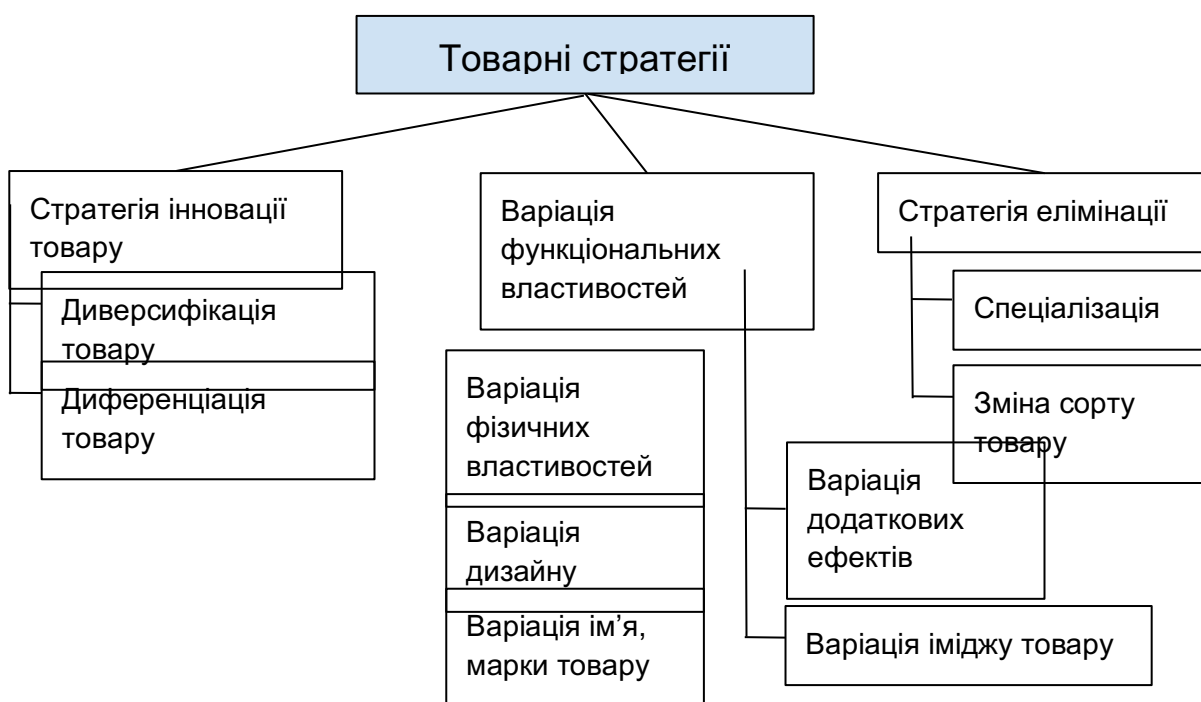 Товарні стратегії
Стратегія інновації
товару
Диверсифікація
товару
Диференціація
товару
Варіація
функціональних
властивостей
Варіація
фізичних
властивостей
Варіація
дизайну
Варіація ім’я,
марки товару
Варіація
додаткових
ефектів
Варіація іміджу товару
Стратегія елімінації
Спеціалізація
Зміна сорту
товару